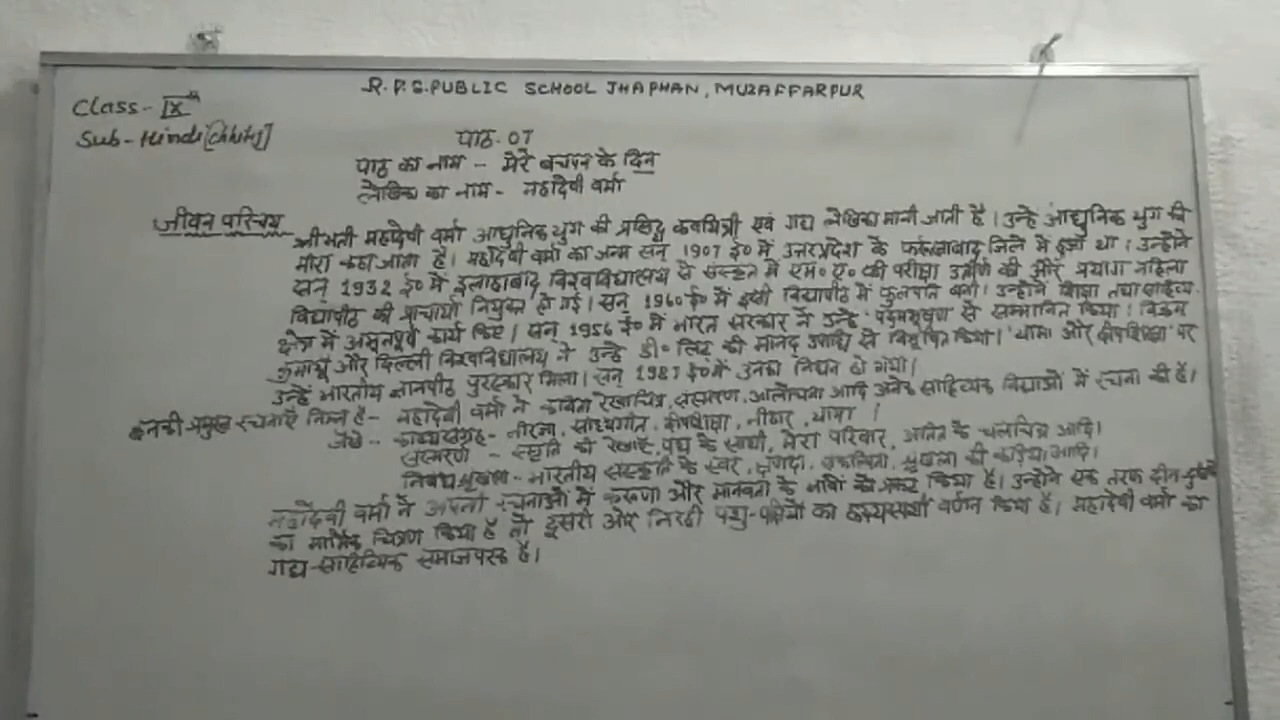 R.P.S.PUBLIC SCHOOL JHAPHAN, MUZAFFARPUR
Class- IXth
Sub- Hindi [Chhitij]
पाठ-07
पाठ का नाम - मेरे बचपन के दिन
लेखिका का नाम - महादेवी वर्मा
जीवन परिचय
श्रीमती महादेवी वर्मा आधुनिक युग की प्रसिद्ध कवयित्री एवं गद्य लेखिका मानी जाती है। उन्हें आधुनिक युग की
मीरा कहा जाता है। महादेवी वर्मा का जन्म सन् 1907 ई० में उत्तरप्रदेश के फर्रूखाबाद जिले में हुआ था। उन्होंने
सन् 1932 ई० में इलाहाबाद विश्वविद्यालय से संस्कृत में एम० ए० की परीक्षा उत्तीर्ण की और प्रयाग महिला
विद्यापीठ की प्राचार्या नियुक्त हो गई। सन् 1960 ई० में इसी विद्यापीठ में कुलपति बनी। उन्होंने शिक्षा तथा साहित्य
क्षेत्र में अभूतपूर्व कार्य किए। सन् 1956 ई० में भारत सरकार ने उन्हें पद्मभूषण से सम्मानित किया। विक्रम
कुमायूँ और दिल्ली विश्वविद्यालय ने उन्हें डी० लिट् की मानद उपाधि से विभूषित किया। यामा और दीपशिखा पर
उन्हें भारतीय ज्ञानपीठ पुरस्कार मिला। सन् 1987 ई० में उनका निधन हो गया।
इनकी प्रमुख रचनाएँ निम्न है- महादेवी वर्मा ने कविता रेखाचित्र, संस्मरण, आलोचना आदि अनेक साहित्यिक विद्याओं में रचना की है।
जैसे - काव्यसंग्रह- नीरजा, सांध्यगीत, दीपशिखा, नीहार, यामा।
संस्मरण - स्मृति की रेखाएँ, पथ के साथी, मेरा परिवार, अतित के चलचित्र आदि।
निबंध - भारतीय संस्कृति के स्वर, क्षणदा, संकलिता, श्रृंखला की कड़ियाँ आदि।
महादेवी वर्मा ने अपनी रचनाओं में करूणा और मानवता के भावों को प्रकट किया है। उन्होंने एक तरफ दीन-दुखियों
का मार्मिक चित्रण किया है तो दूसरी ओर निरही पशु-पक्षियों का हृदयस्पर्शी वर्णन किया है। महादेवी वर्मा का
गद्य-साहित्यिक समाजपरक है।